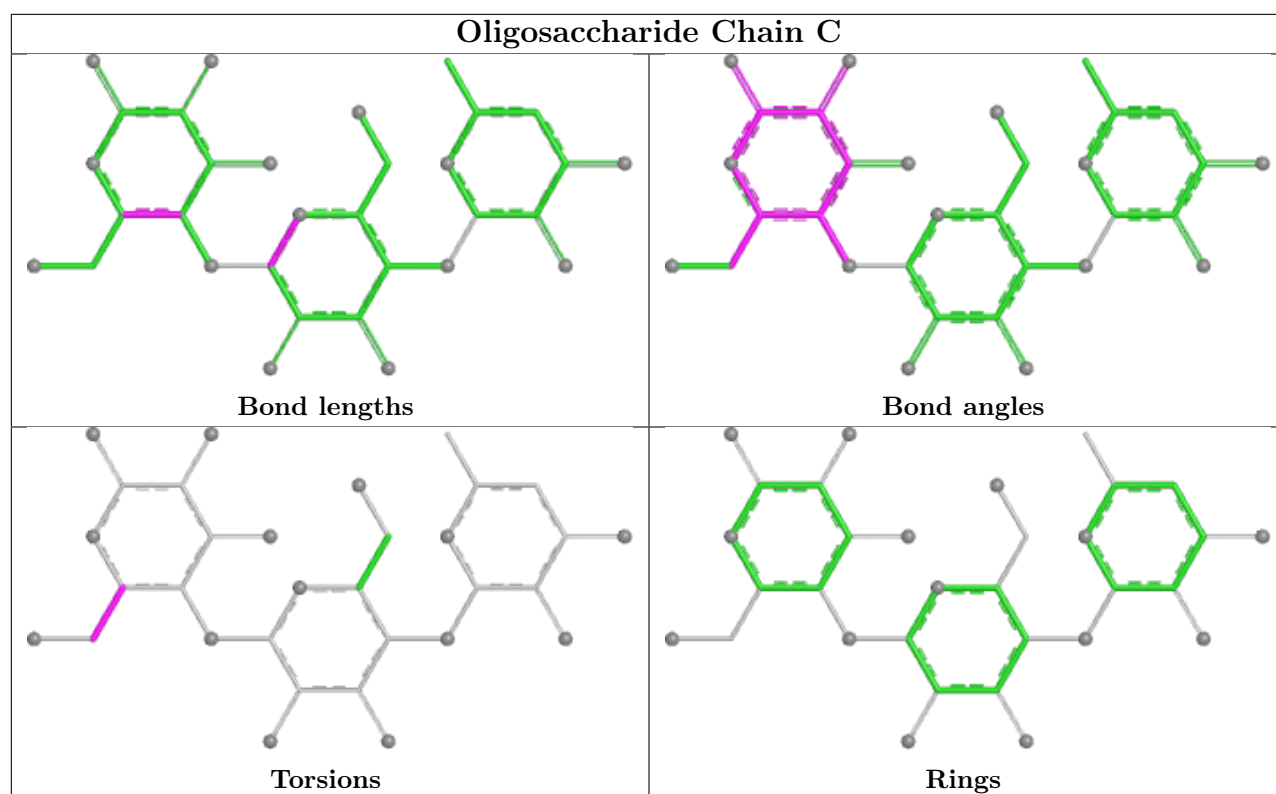 Oligosaccharide Chain C
Bond lengths
Bond angles
Torsions
Rings